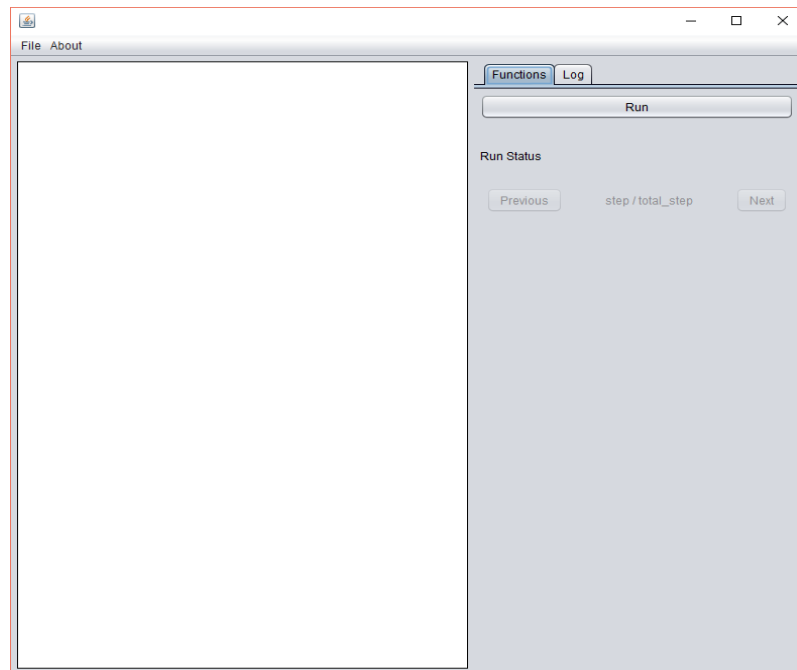 File About
Functions Log
Run
Run Status
Previous step / total_step Next